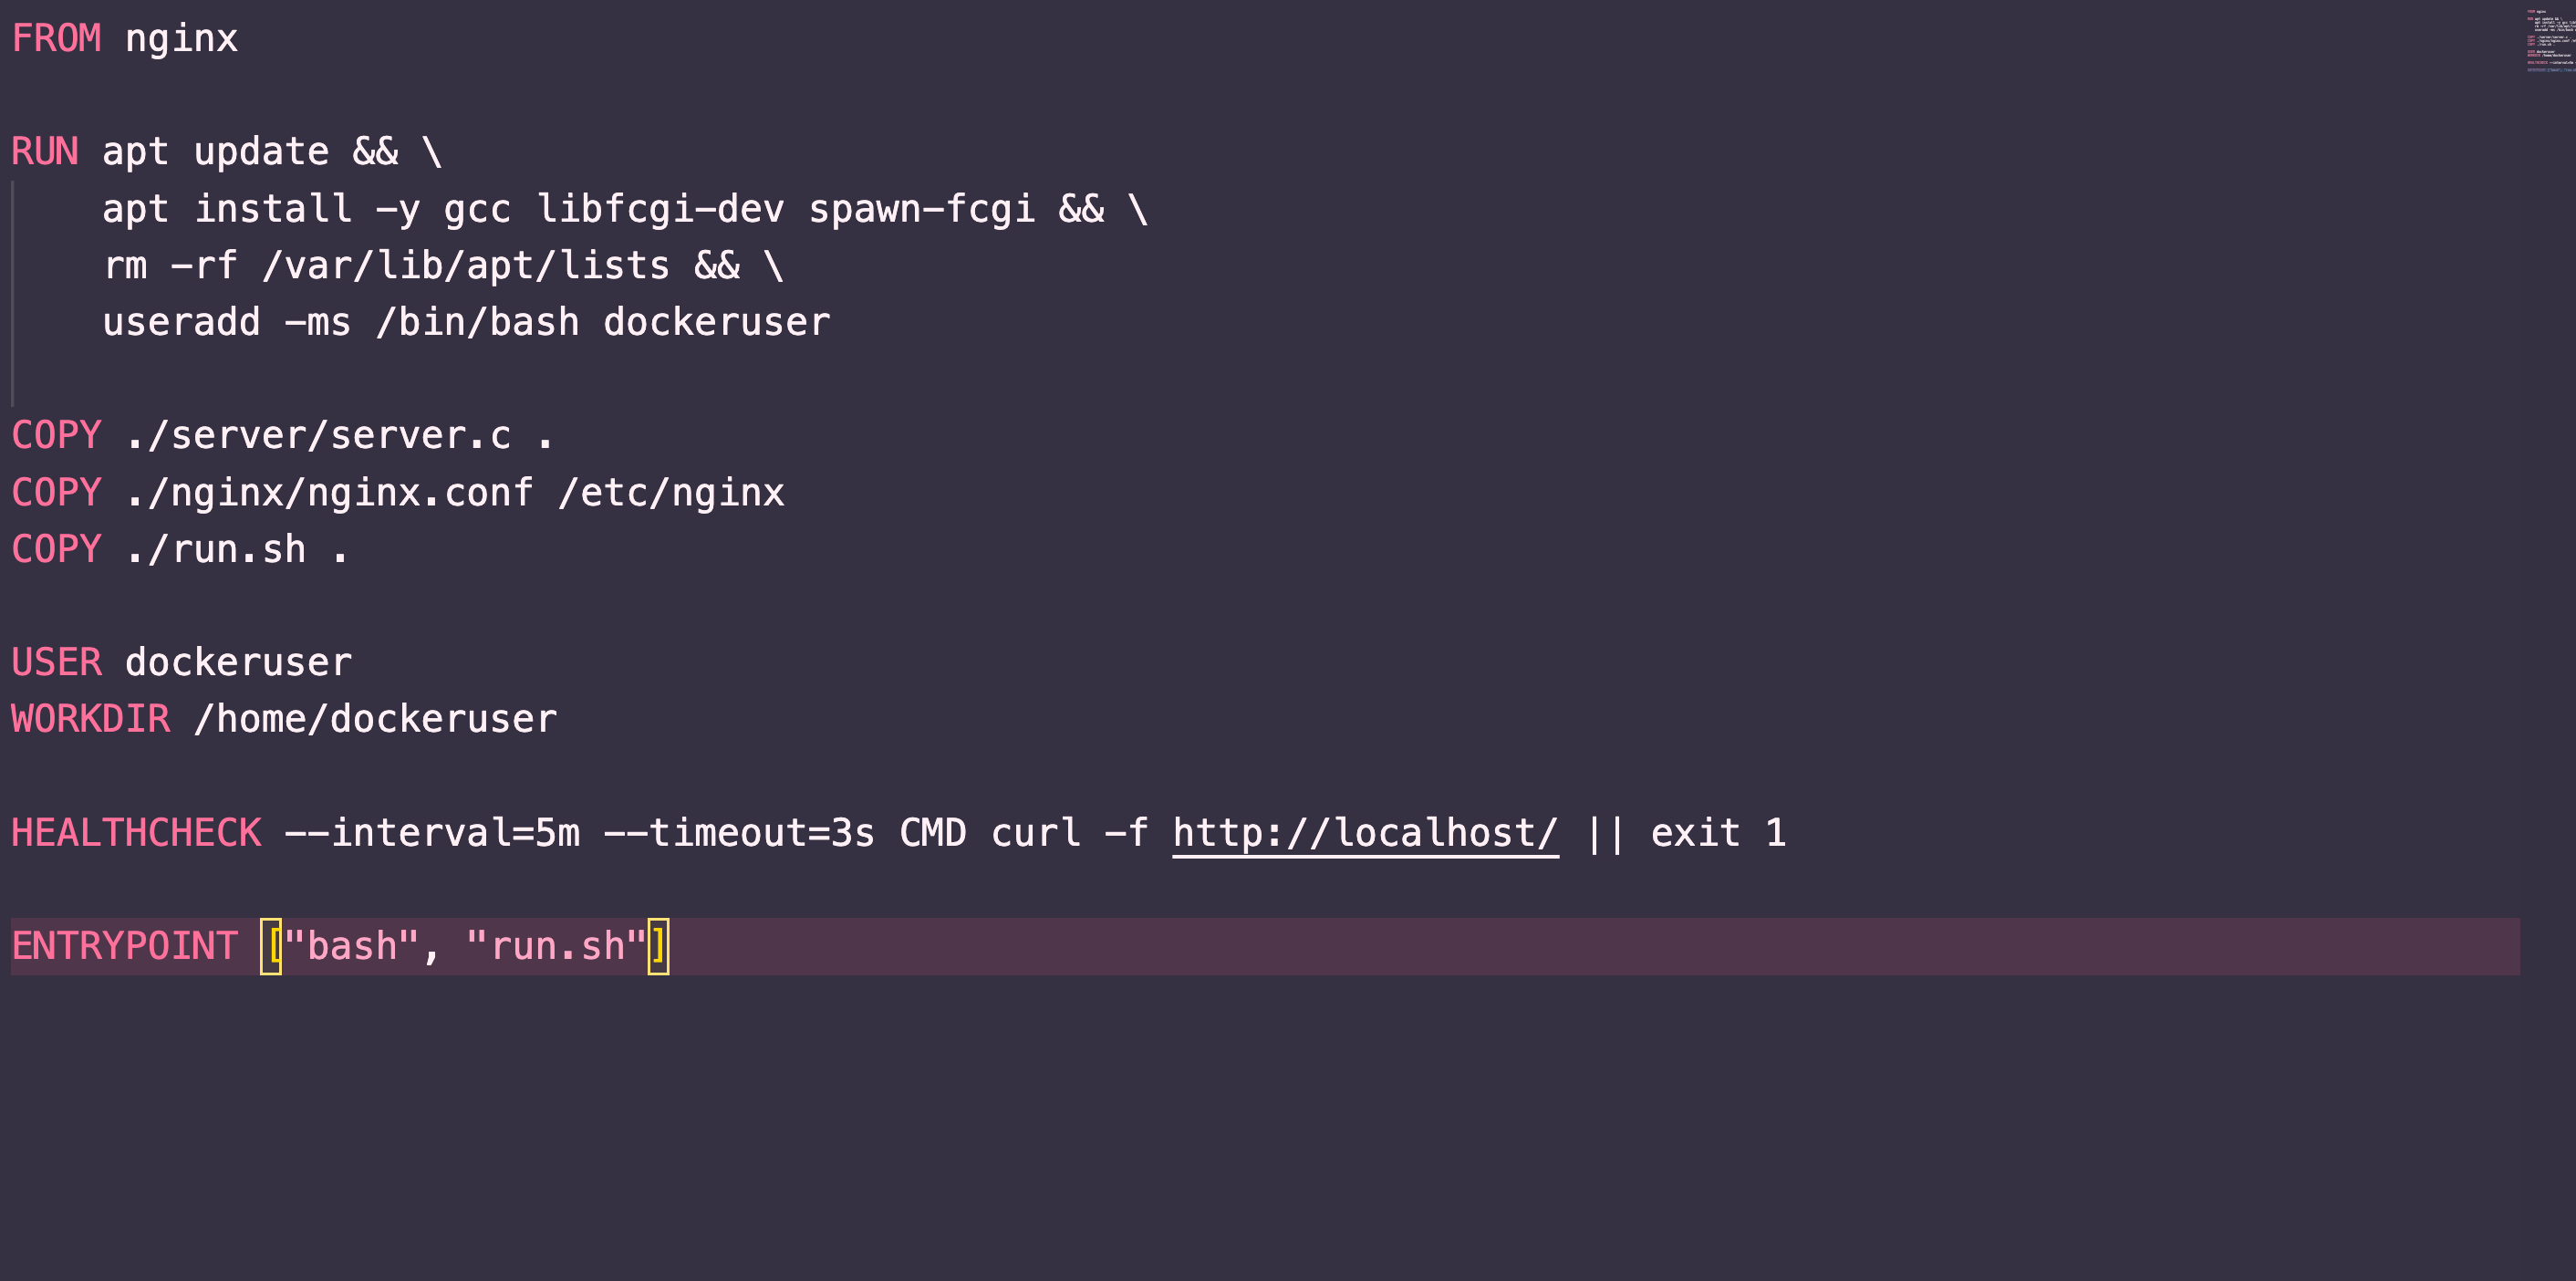 FROM nginx
RUN apt update && \
apt install -y gcc libfcgi-dev spawn-fcgi && \
rm -rf /var/lib/apt/lists && \
useradd -ms /bin/bash dockeruser
COPY ./server/server.c .
COPY ./nginx/nginx.conf /etc/nginx
COPY ./run.sh .
USER dockeruser
WORKDIR /home/dockeruser
HEALTHCHECK --interval=5m --timeout=3s CMD curl -f http://localhost/ || exit 1
ENTRYPOINT ["bash", "run.sh"]